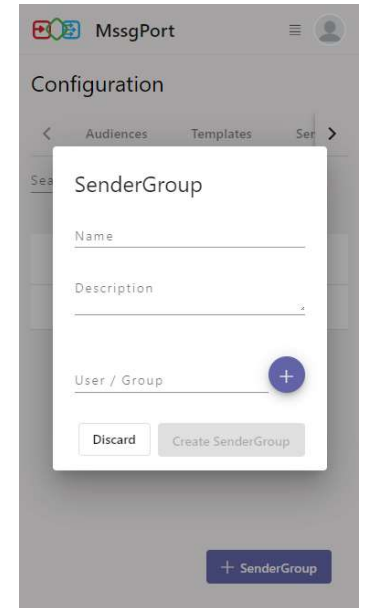 MssgPort
Configuration
Audiences Templates Ser
Sea
SenderGroup
Name
Description
User / Group
Discard Create SenderGroup
SenderGroup